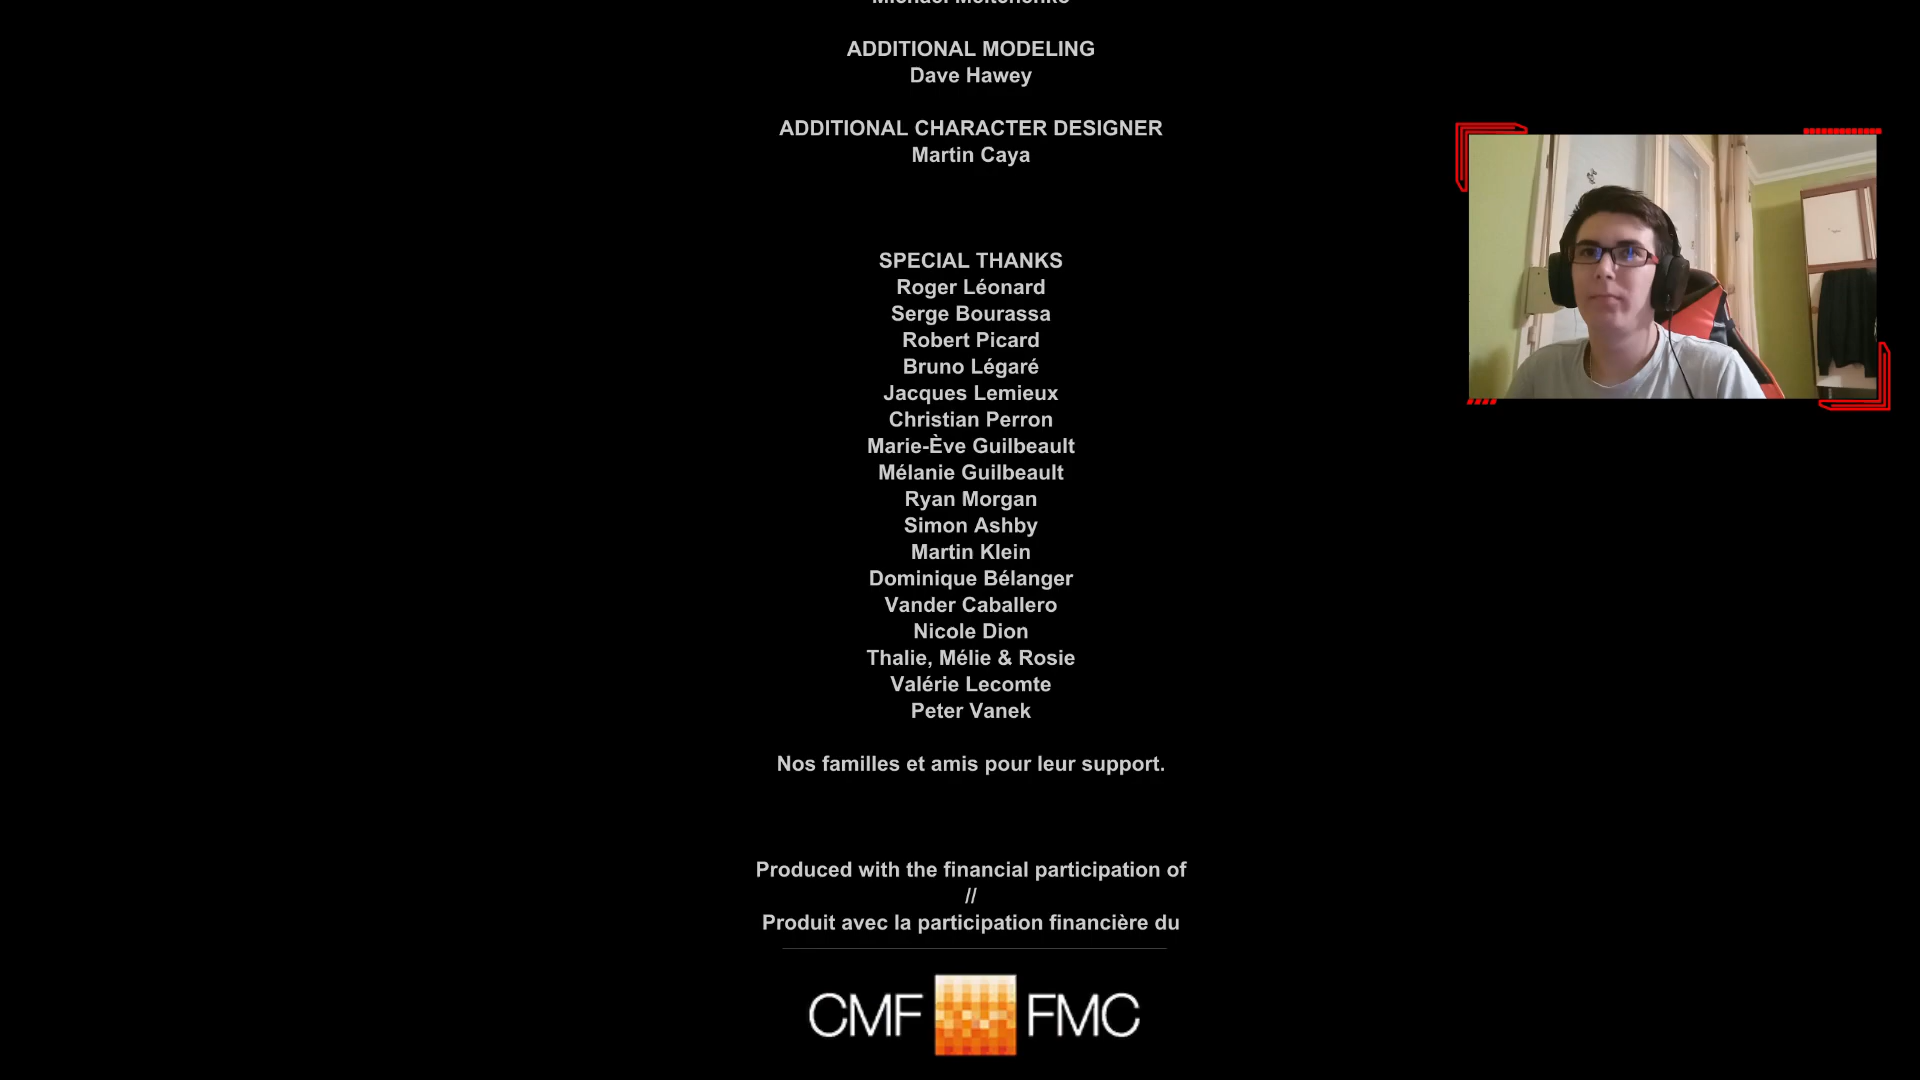 ADDITIONAL MODELING
Dave Hawey
ADDITIONAL CHARACTER DESIGNER
Martin Caya
SPECIAL THANKS
Roger Léonard
Serge Bourassa
Robert Picard
Bruno Légaré
Jacques Lemieux
Christian Perron
Marie-Ève Guilbeault
Mélanie Guilbeault
Ryan Morgan
Simon Ashby
Martin Klein
Dominique Bélanger
Vander Caballero
Nicole Dion
Thalie, Mélie & Rosie
Valérie Lecomte
Peter Vanek
Nos familles et amis pour leur support.
Produced with the financial participation of
//
Produit avec la participation financière du
CMF FMC